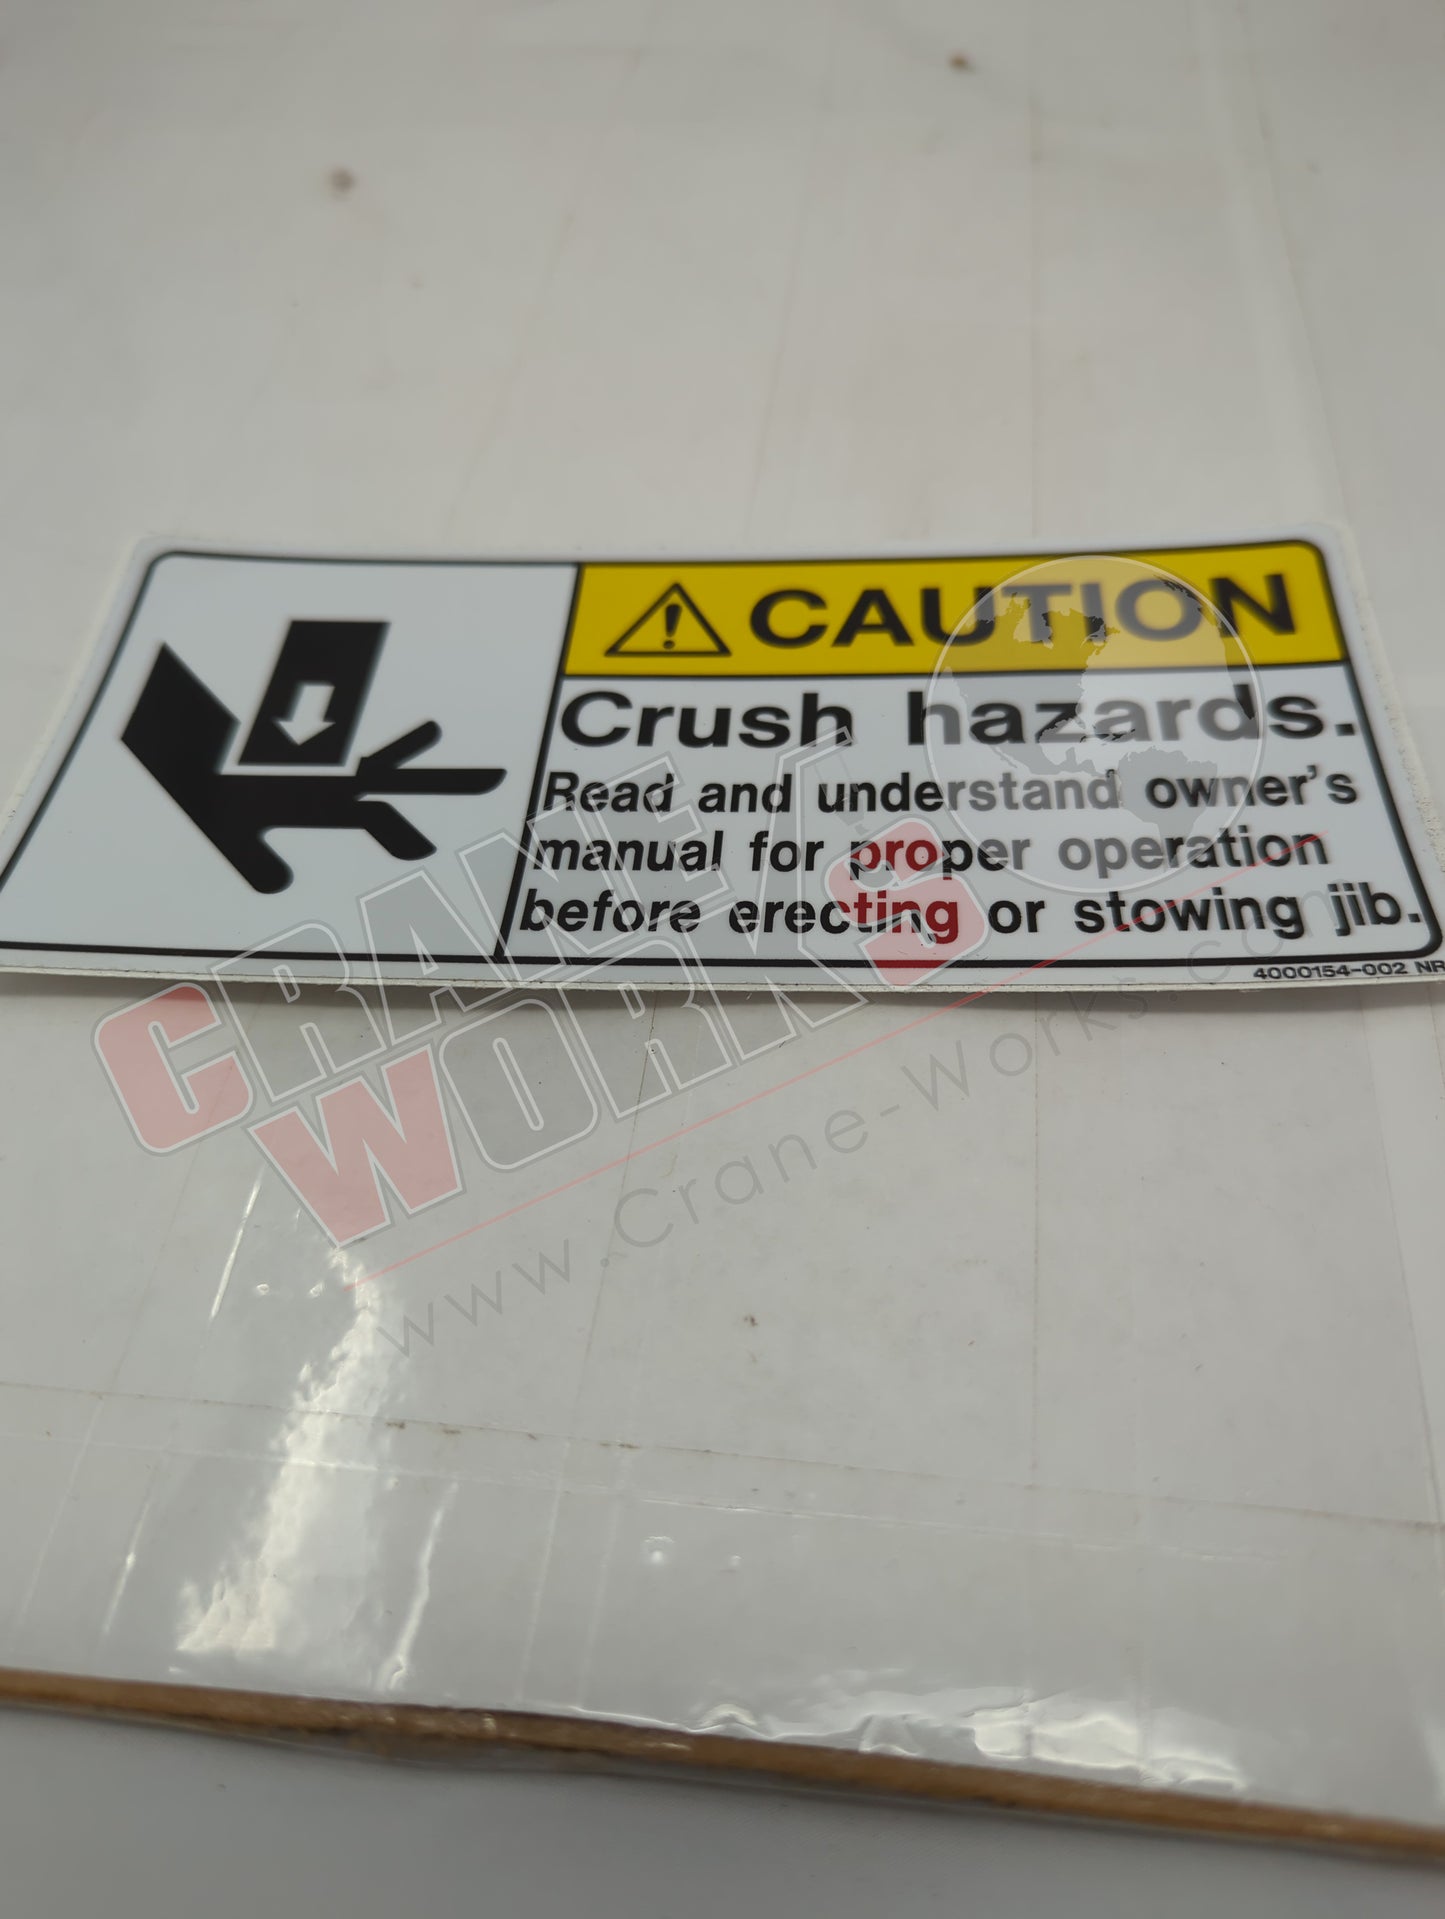 CAUTION
Crush hazards.
Read and understand owner's
manual for proper operation
before erecting or stowing jib.
4000154-002 NR
CRANE
WORKS
www.Crane-Works.com